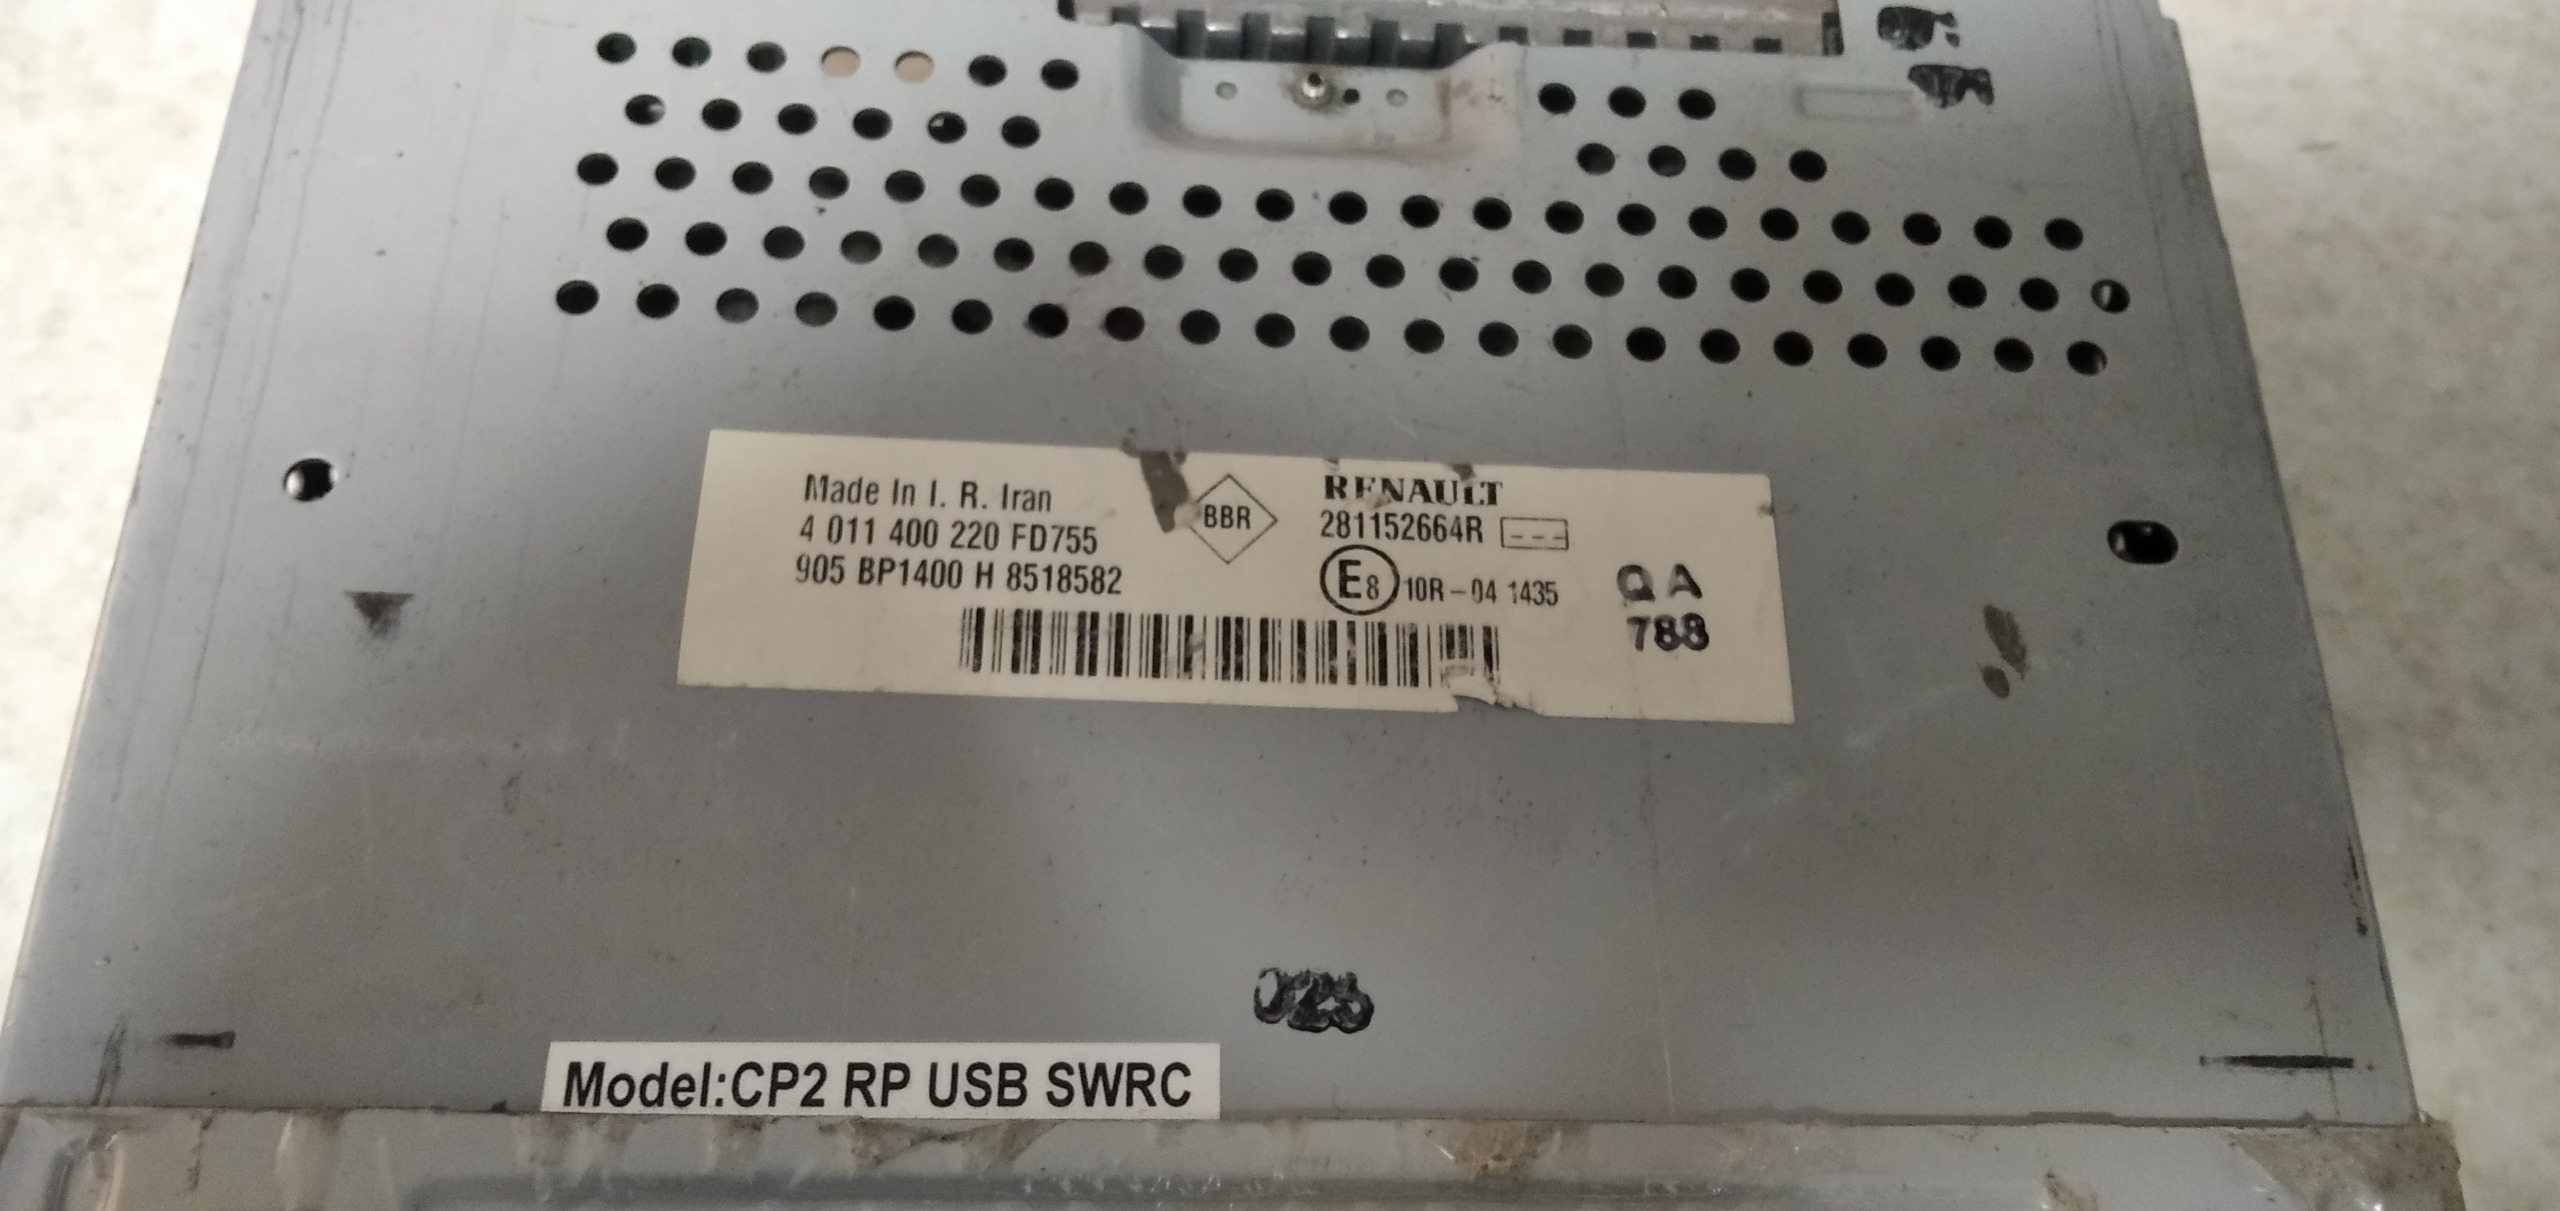 Made In I. R. Iran
4 011 400 220 FD755
905 BP1400 H 8518582
BBR
RENAULT
281152664R
E8 10R-04 1435
QA
788
Model:CP2 RP USB SWRC